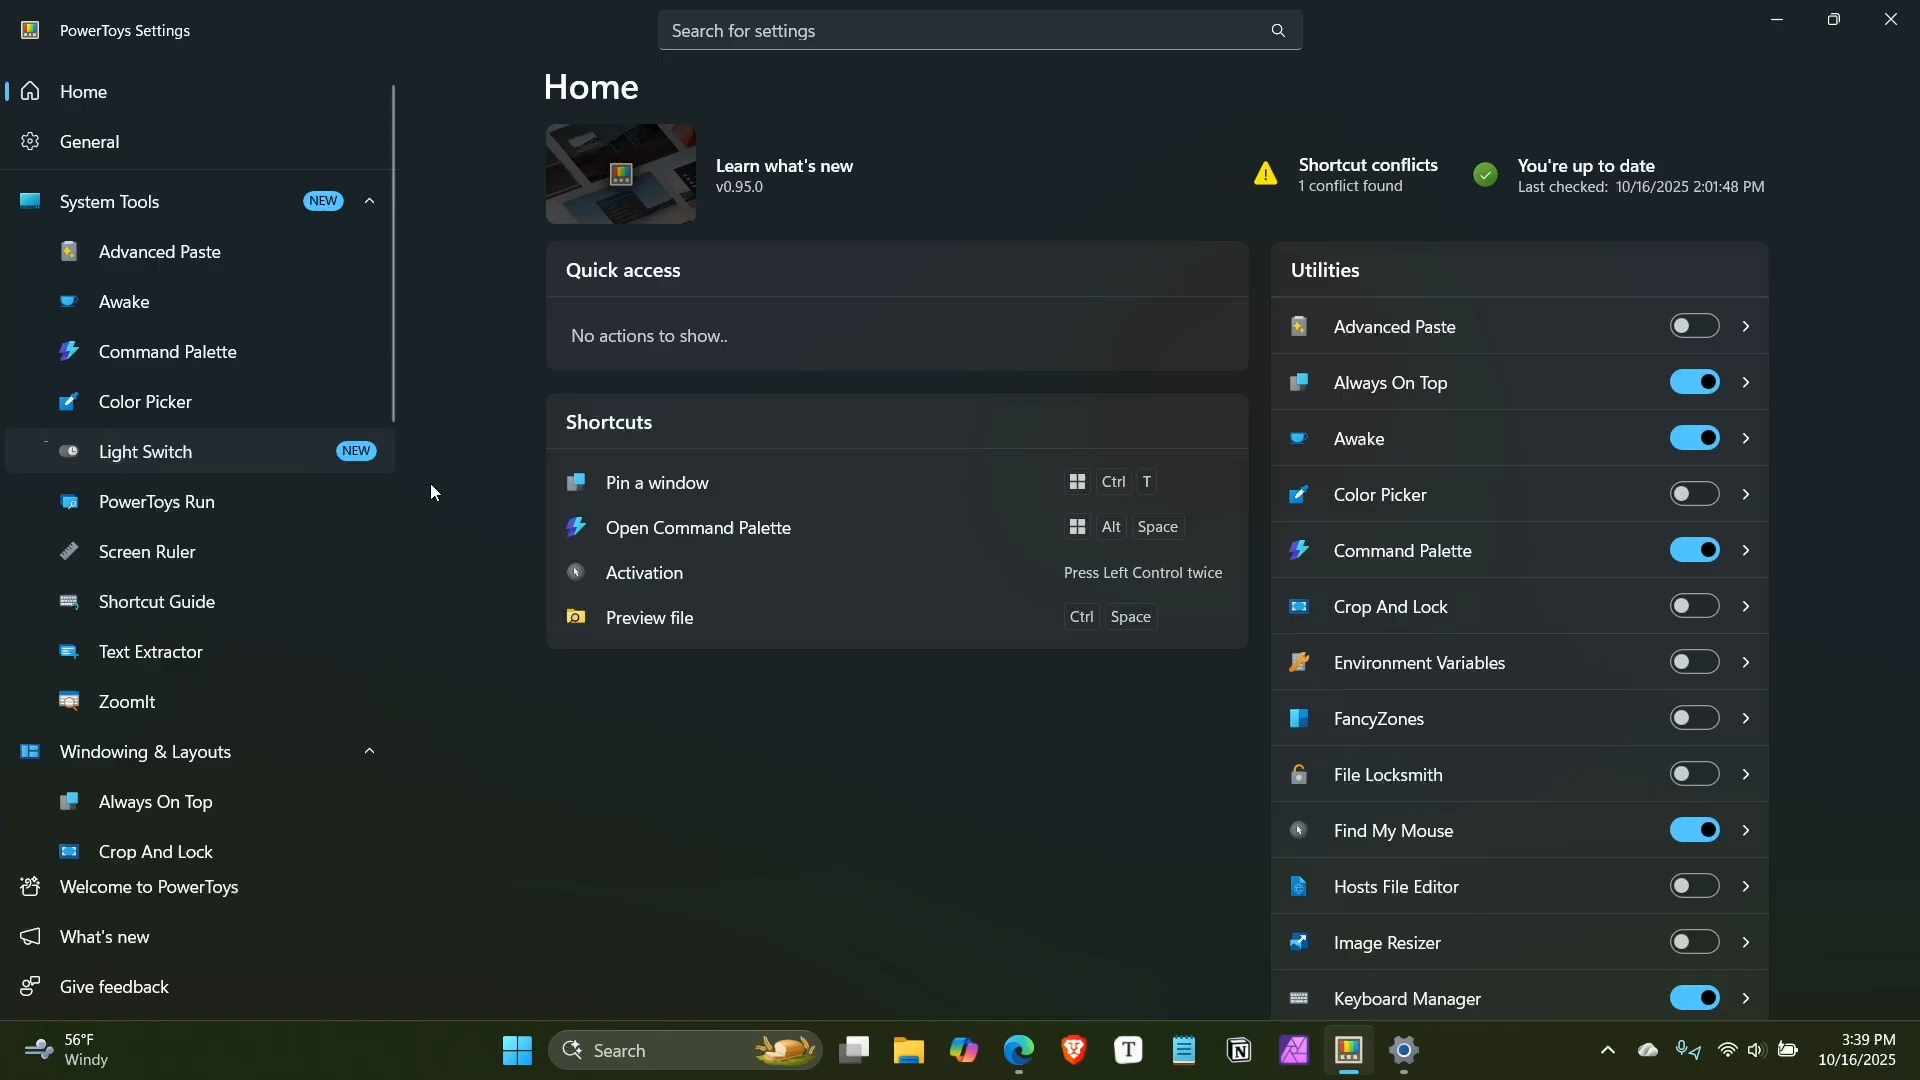 PowerToys Settings
Search for settings
Home
General
System Tools NEW
Advanced Paste
Awake
Command Palette
Color Picker
Light Switch NEW
PowerToys Run
Screen Ruler
Shortcut Guide
Text Extractor
ZoomIt
Windowing & Layouts
Always On Top
Crop And Lock
Welcome to PowerToys
What's new
Give feedback
Home
Learn what's new
v0.95.0
Shortcut conflicts
1 conflict found
You're up to date
Last checked: 10/16/2025 2:01:48 PM
Quick access
No actions to show..
Shortcuts
Pin a window Ctrl T
Open Command Palette Alt Space
Activation Press Left Control twice
Preview file Ctrl Space
Utilities
Advanced Paste
Always On Top
Awake
Color Picker
Command Palette
Crop And Lock
Environment Variables
FancyZones
File Locksmith
Find My Mouse
Hosts File Editor
Image Resizer
Keyboard Manager
56°F
Windy
Search
T
N
3:39 PM
10/16/2025